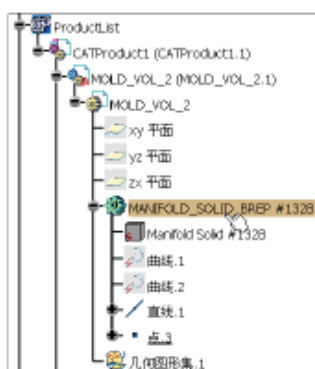 ProductList
CATProduct1 (CATProduct1.1)
MOLD_VOL_2 (MOLD_VOL_2.1)
MOLD_VOL_2
xy 平面
yz 平面
zx 平面
MANIFOLD_SOLID_BREP #1328
Manifold Solid #1328
曲线.1
曲线.2
直线.1
点.3
几何图形集.1